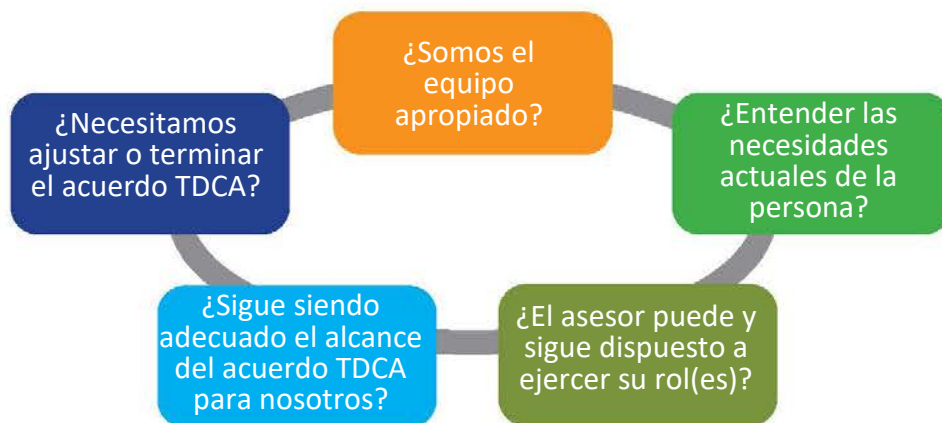 ¿Somos el
equipo
apropiado?
¿Entender las
necesidades
actuales de la
persona?
¿El asesor puede y
sigue dispuesto a
ejercer su rol(es)?
¿Sigue siendo
adecuado el alcance
del acuerdo TDCA
para nosotros?
¿Necesitamos
ajustar o terminar
el acuerdo TDCA?